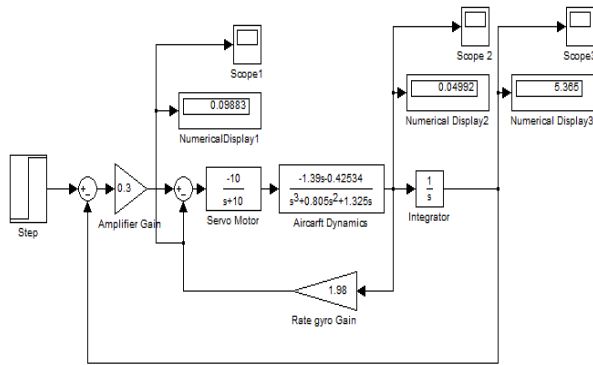 Scope1
Scope 2
Scope3
0.09883
0.04992
5.365
NumericalDisplay1
Numerical Display2
Numerical Display3
Step
+
-
0.3
Amplifier Gain
+
-
-10
s+10
Servo Motor
-1.39s-0.42534
s3+0.805s2+1.325s
Aircarft Dynamics
1
s
Integrator
1.98
Rate gyro Gain